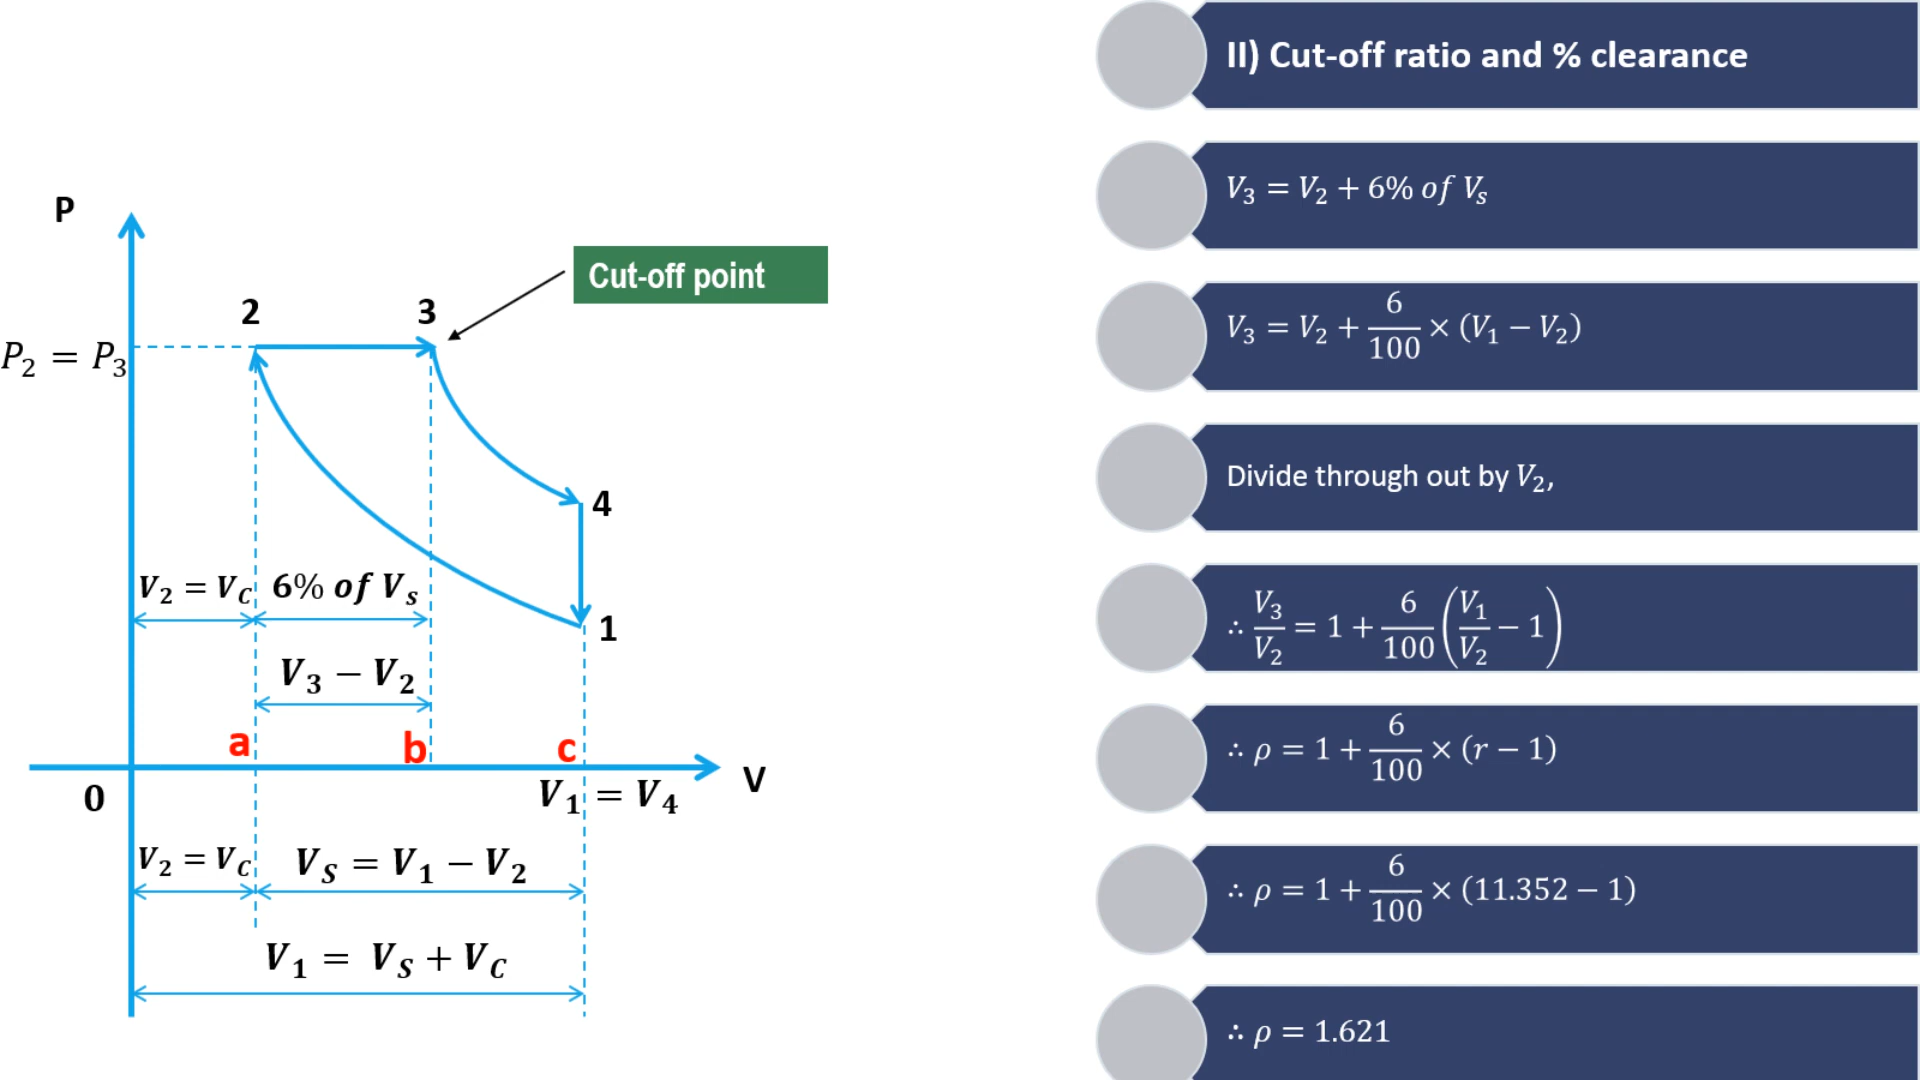 P
Cut-off point
2
3
P₂ = P₃
4
V₂ = V_C
6% of V_s
1
V₃ − V₂
a
b
c
0
V₁ = V₄
V
V₂ = V_C
V_S = V₁ − V₂
V₁ = V_S + V_C
II) Cut-off ratio and % clearance
V₃ = V₂ + 6% of V_s
V₃ = V₂ + 6/100 × (V₁ − V₂)
Divide through out by V₂,
∴ V₃/V₂ = 1 + 6/100 (V₁/V₂ − 1)
∴ ρ = 1 + 6/100 × (r − 1)
∴ ρ = 1 + 6/100 × (11.352 − 1)
∴ ρ = 1.621